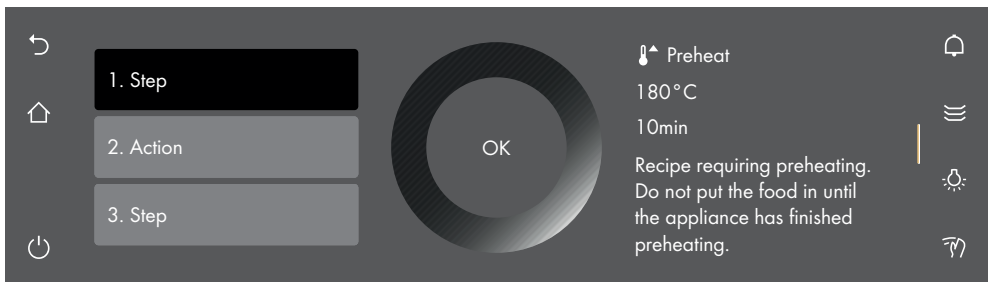 1. Step
2. Action
3. Step
OK
Preheat
180°C
10min
Recipe requiring preheating.
Do not put the food in until
the appliance has finished
preheating.